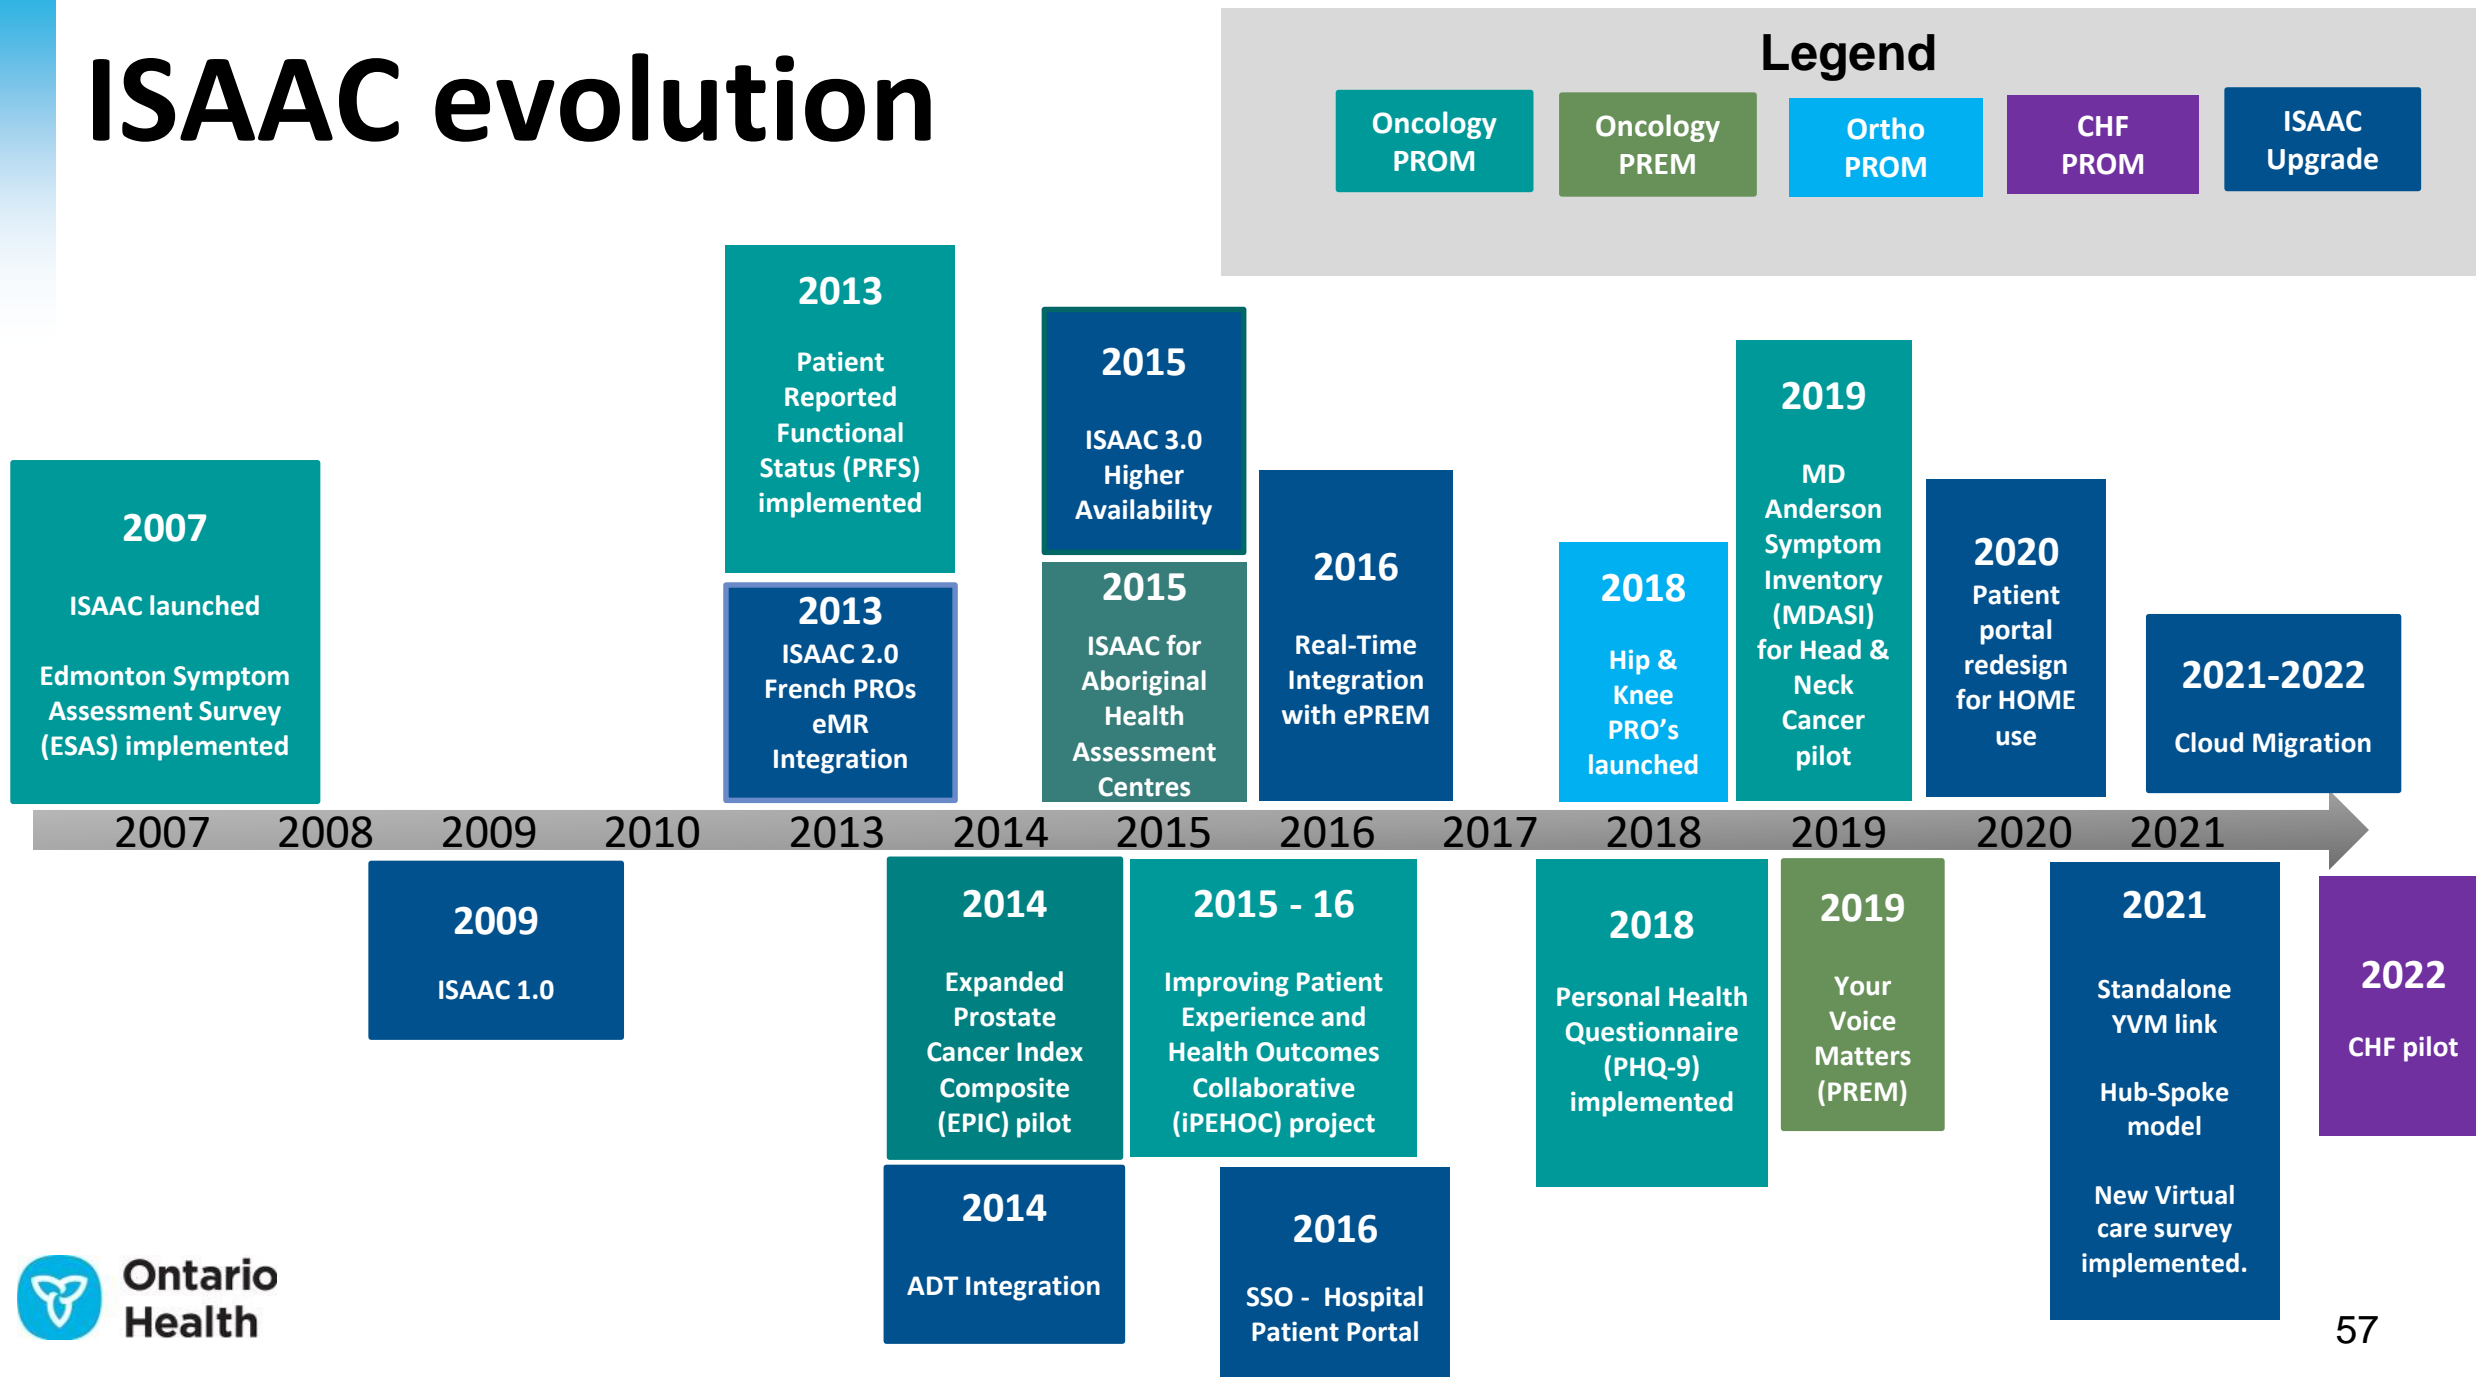 ISAAC evolution
Legend
Oncology
PROM
Oncology
PREM
Ortho
PROM
CHF
PROM
ISAAC
Upgrade
2007
ISAAC launched
Edmonton Symptom
Assessment Survey
(ESAS) implemented
2013
Patient
Reported
Functional
Status (PRFS)
implemented
2013
ISAAC 2.0
French PROs
eMR
Integration
2015
ISAAC 3.0
Higher
Availability
2015
ISAAC for
Aboriginal
Health
Assessment
Centres
2016
Real-Time
Integration
with ePREM
2018
Hip &
Knee
PRO’s
launched
2019
MD
Anderson
Symptom
Inventory
(MDASI)
for Head &
Neck
Cancer
pilot
2020
Patient
portal
redesign
for HOME
use
2021-2022
Cloud Migration
2007 2008 2009 2010 2013 2014 2015 2016 2017 2018 2019 2020 2021
2009
ISAAC 1.0
2014
Expanded
Prostate
Cancer Index
Composite
(EPIC) pilot
2014
ADT Integration
2015 - 16
Improving Patient
Experience and
Health Outcomes
Collaborative
(iPEHOC) project
2016
SSO - Hospital
Patient Portal
2018
Personal Health
Questionnaire
(PHQ-9)
implemented
2019
Your
Voice
Matters
(PREM)
2021
Standalone
YVM link
Hub-Spoke
model
New Virtual
care survey
implemented.
2022
CHF pilot
Ontario
Health
57